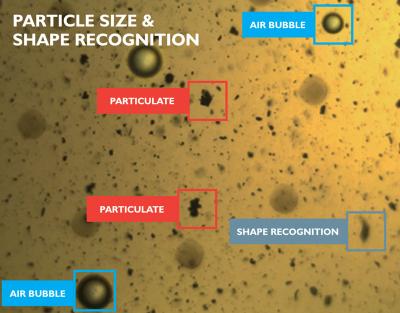 PARTICLE SIZE &
SHAPE RECOGNITION
AIR BUBBLE
PARTICULATE
PARTICULATE
SHAPE RECOGNITION
AIR BUBBLE